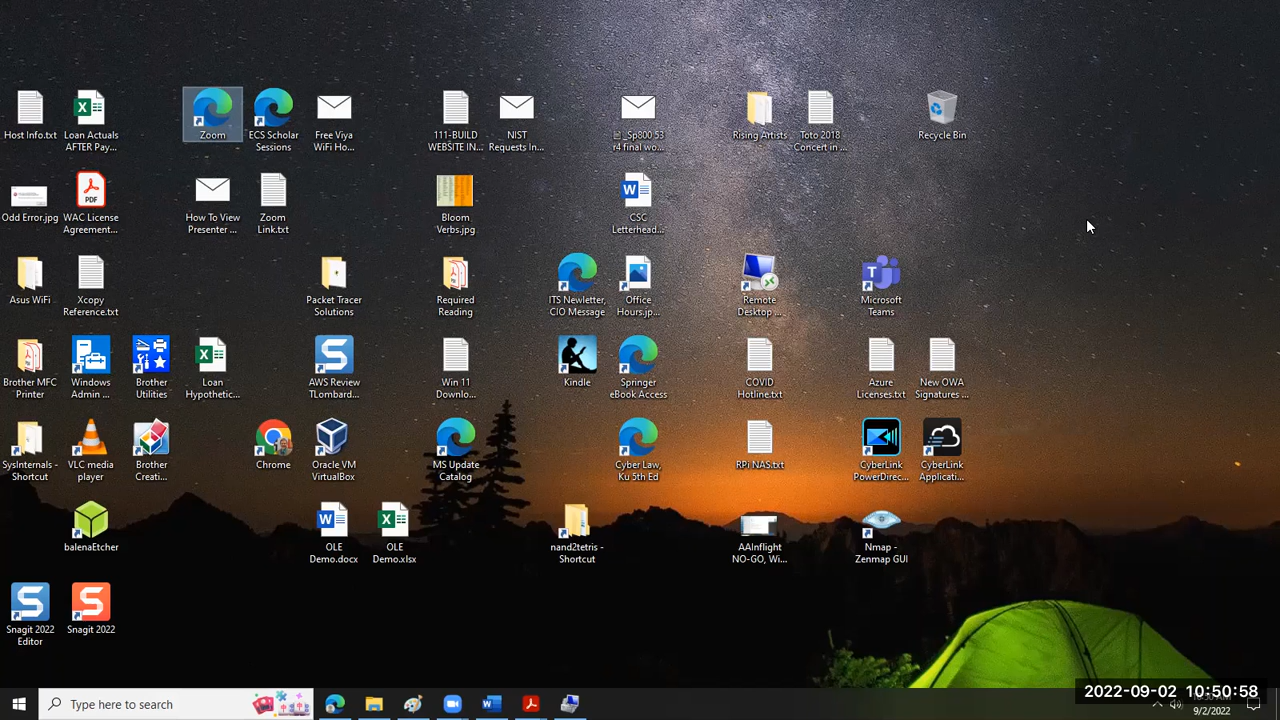 Host Info.txt
Loan Actuals
AFTER Pay...
Zoom
ECS Scholar
Sessions
Free Viya
WiFi Ho...
111-BUILD
WEBSITE IN...
NIST
Requests In...
_Sp800 53
r4 final wo...
Rising Artists
Toto 2018
Concert in ...
Recycle Bin
Odd Error.jpg
PDF
WAC License
Agreement...
How To View
Presenter ...
Zoom
Link.txt
Bloom
Verbs.jpg
CSC
Letterhead...
Asus WiFi
Xcopy
Reference.txt
Packet Tracer
Solutions
Required
Reading
ITS Newletter,
CIO Message
Office
Hours.jp...
Remote
Desktop ...
Microsoft
Teams
Brother MFC
Printer
Windows
Admin ...
Brother
Utilities
Loan
Hypothetic...
AWS Review
TLombard...
Win 11
Downlo...
Kindle
Springer
eBook Access
COVID
Hotline.txt
Azure
Licenses.txt
New OWA
Signatures ...
SysInternals -
Shortcut
VLC media
player
Brother
Creati...
Chrome
Oracle VM
VirtualBox
MS Update
Catalog
Cyber Law,
Ku 5th Ed
RPi NAS.txt
CyberLink
PowerDirec...
CyberLink
Applicati...
balenaEtcher
OLE
Demo.docx
OLE
Demo.xlsx
nand2tetris -
Shortcut
AAInflight
NO-GO, Wi...
Nmap -
Zenmap GUI
Snagit 2022
Editor
Snagit 2022
Type here to search
2022-09-02 10:50:58
9/2/2022